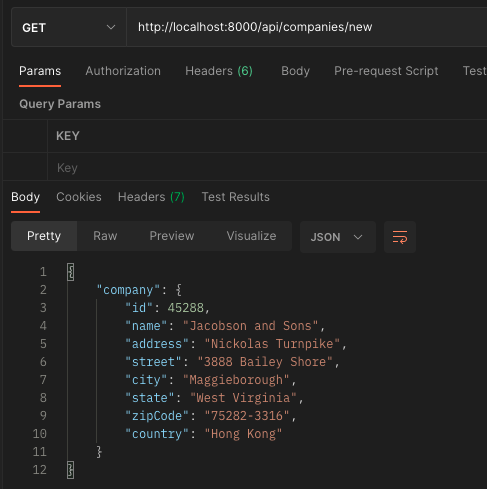 GET http://localhost:8000/api/companies/new
Params Authorization Headers (6) Body Pre-request Script Test
Query Params
KEY
Key
Body Cookies Headers (7) Test Results
Pretty Raw Preview Visualize JSON
1 {
2 "company": {
3 "id": 45288,
4 "name": "Jacobson and Sons",
5 "address": "Nickolas Turnpike",
6 "street": "3888 Bailey Shore",
7 "city": "Maggieborough",
8 "state": "West Virginia",
9 "zipCode": "75282-3316",
10 "country": "Hong Kong"
11 }
12 }